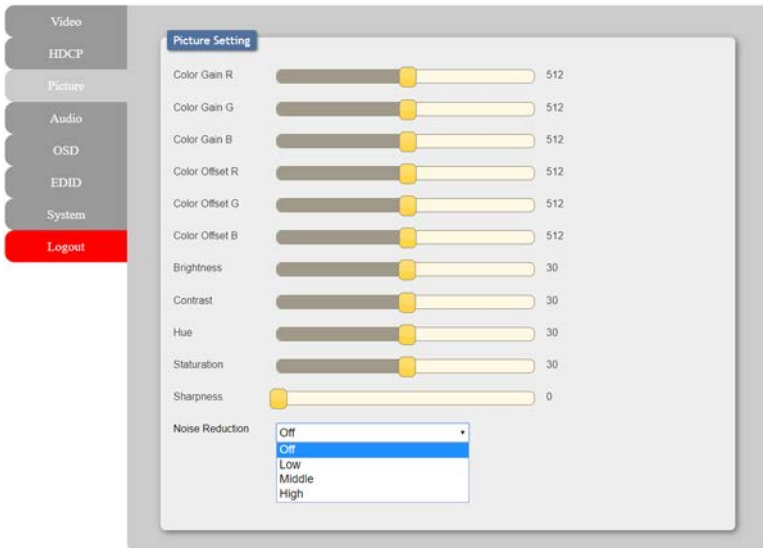 Video
HDCP
Picture
Audio
OSD
EDID
System
Logout
Picture Setting
Color Gain R 512
Color Gain G 512
Color Gain B 512
Color Offset R 512
Color Offset G 512
Color Offset B 512
Brightness 30
Contrast 30
Hue 30
Staturation 30
Sharpness 0
Noise Reduction Off
Off
Low
Middle
High